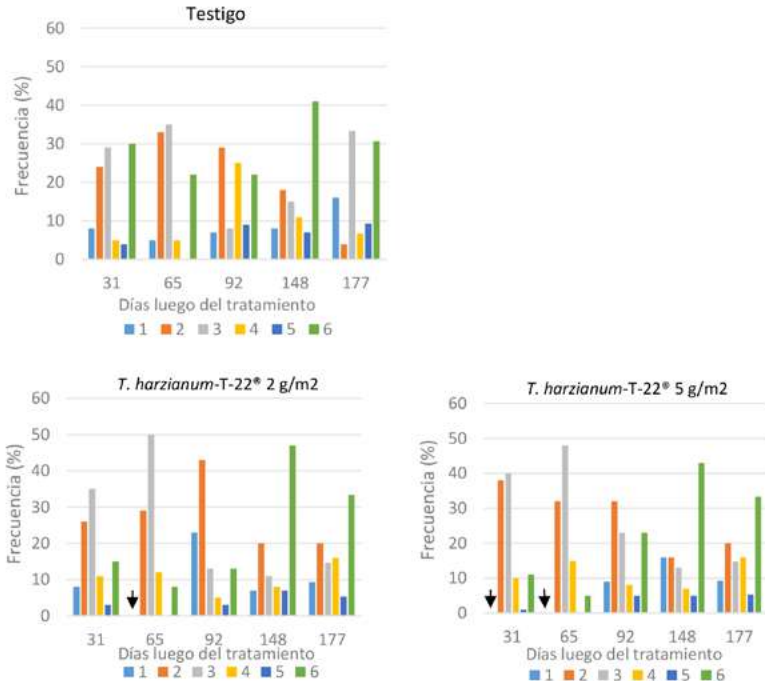 Testigo
60
50
40
30
20
10
0
Frecuencia (%)
31 65 92 148 177
Días luego del tratamiento
1 2 3 4 5 6
T. harzianum-T-22® 2 g/m2
60
50
40
30
20
10
0
Frecuencia (%)
31 65 92 148 177
Días luego del tratamiento
1 2 3 4 5 6
T. harzianum-T-22® 5 g/m2
60
50
40
30
20
10
0
Frecuencia (%)
31 65 92 148 177
Días luego del tratamiento
1 2 3 4 5 6